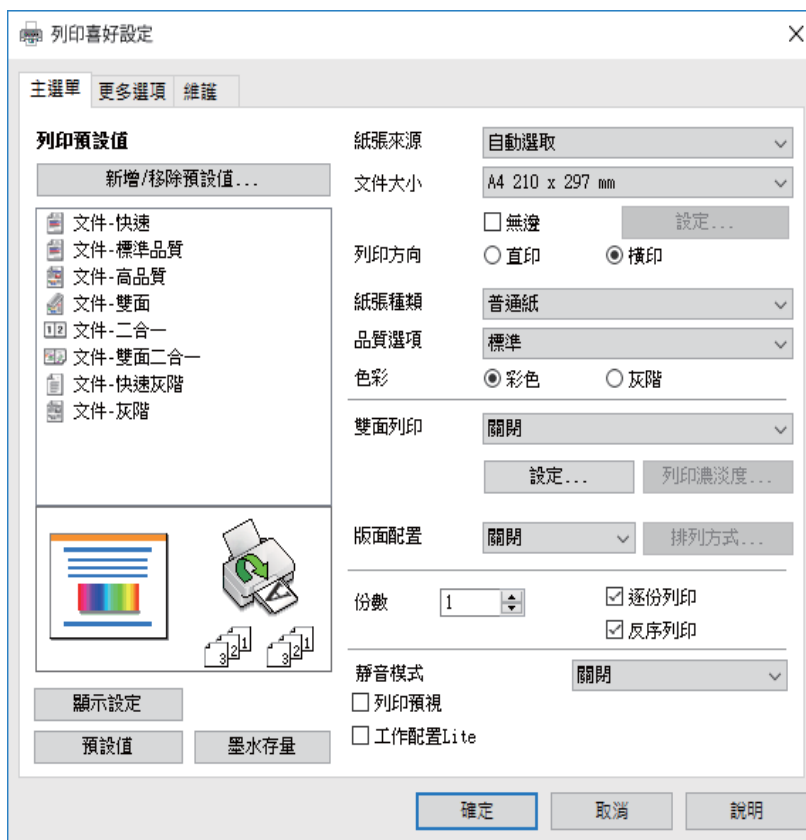 列印喜好設定
主選單 更多選項 維護
列印預設值
新增/移除預設值...
文件-快速
文件-標準品質
文件-高品質
文件-雙面
1 2 文件-二合一
文件-雙面二合一
文件-快速灰階
文件-灰階
3 2 1 3 2 1
顯示設定
預設值 墨水存量
紙張來源 自動選取
文件大小 A4 210 x 297 mm
無邊 設定...
列印方向 直印 橫印
紙張種類 普通紙
品質選項 標準
色彩 彩色 灰階
雙面列印 關閉
設定... 列印濃淡度...
版面配置 關閉 排列方式...
份數 1 逐份列印
反序列印
靜音模式 關閉
列印預視
工作配置Lite
確定 取消 說明